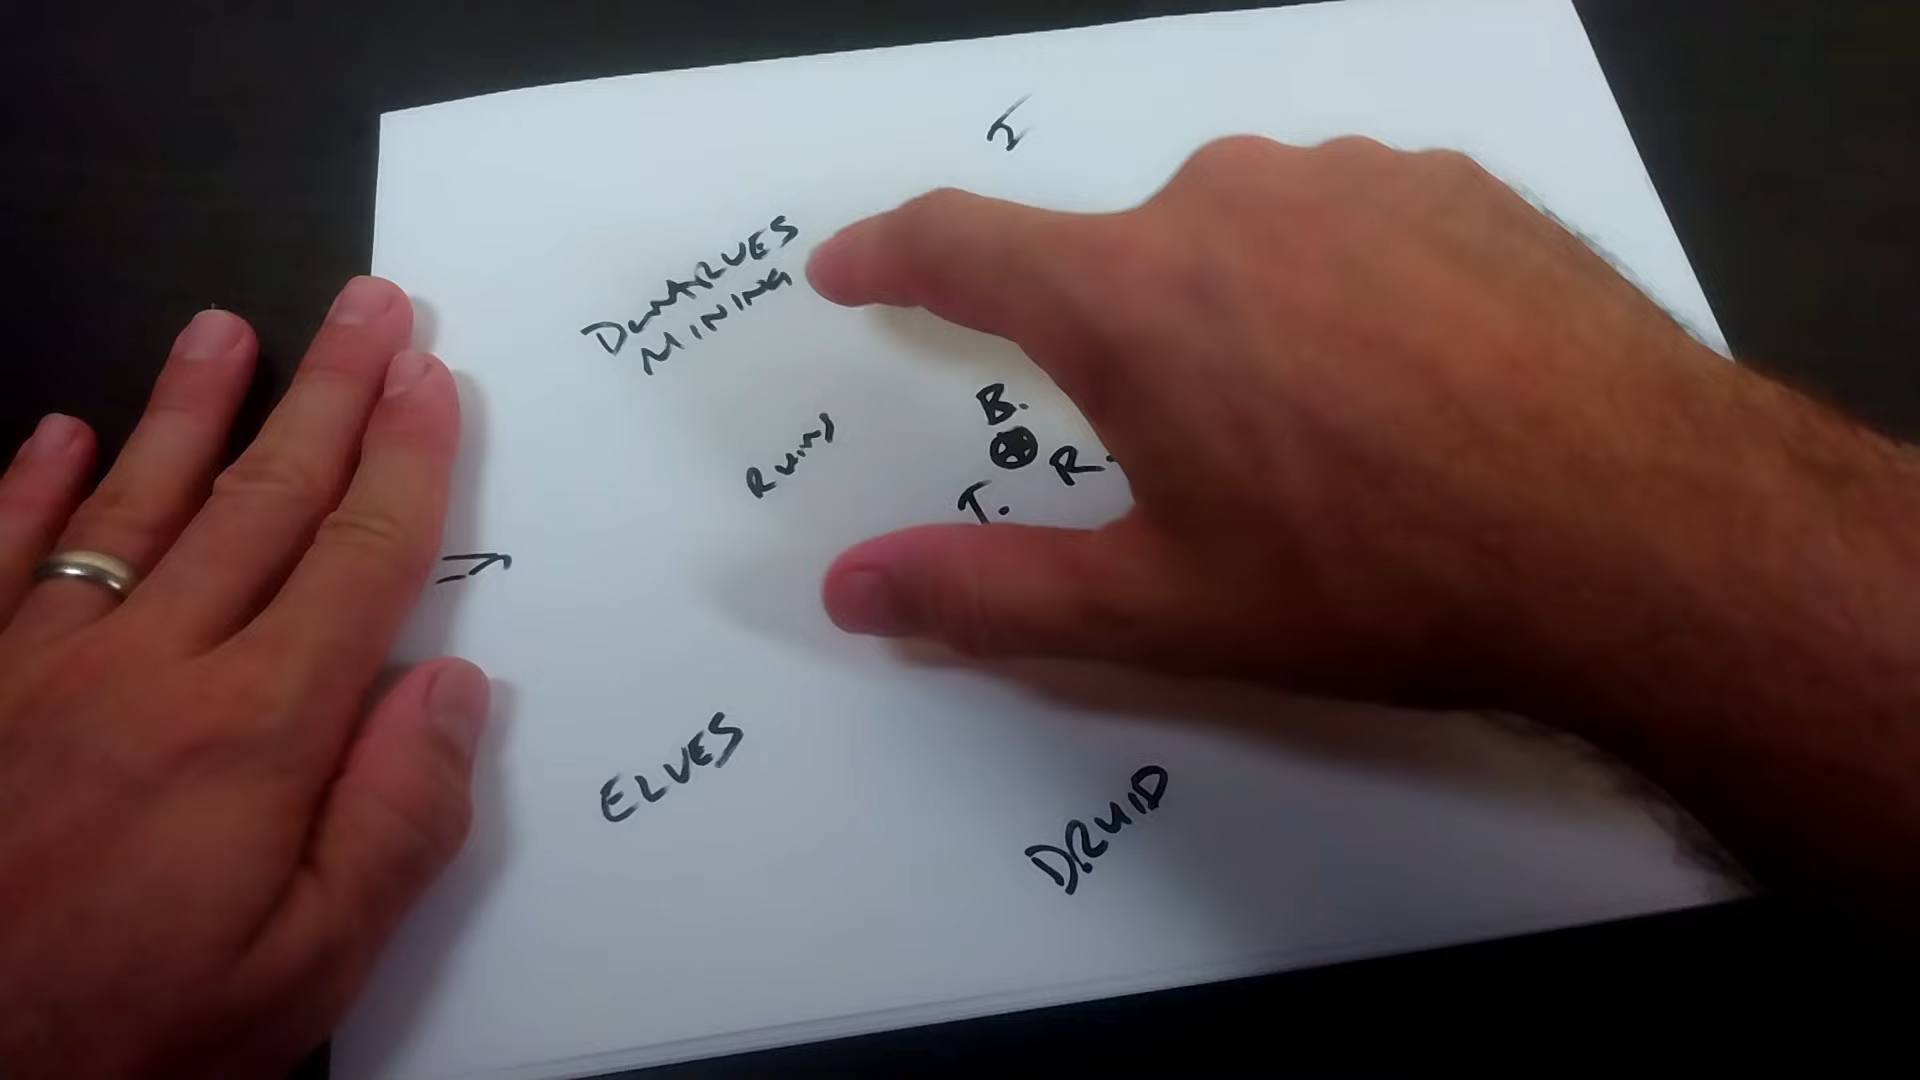 I
DWARVES
MINING
B.
RUINS
R.
T.
ELVES
DRUID